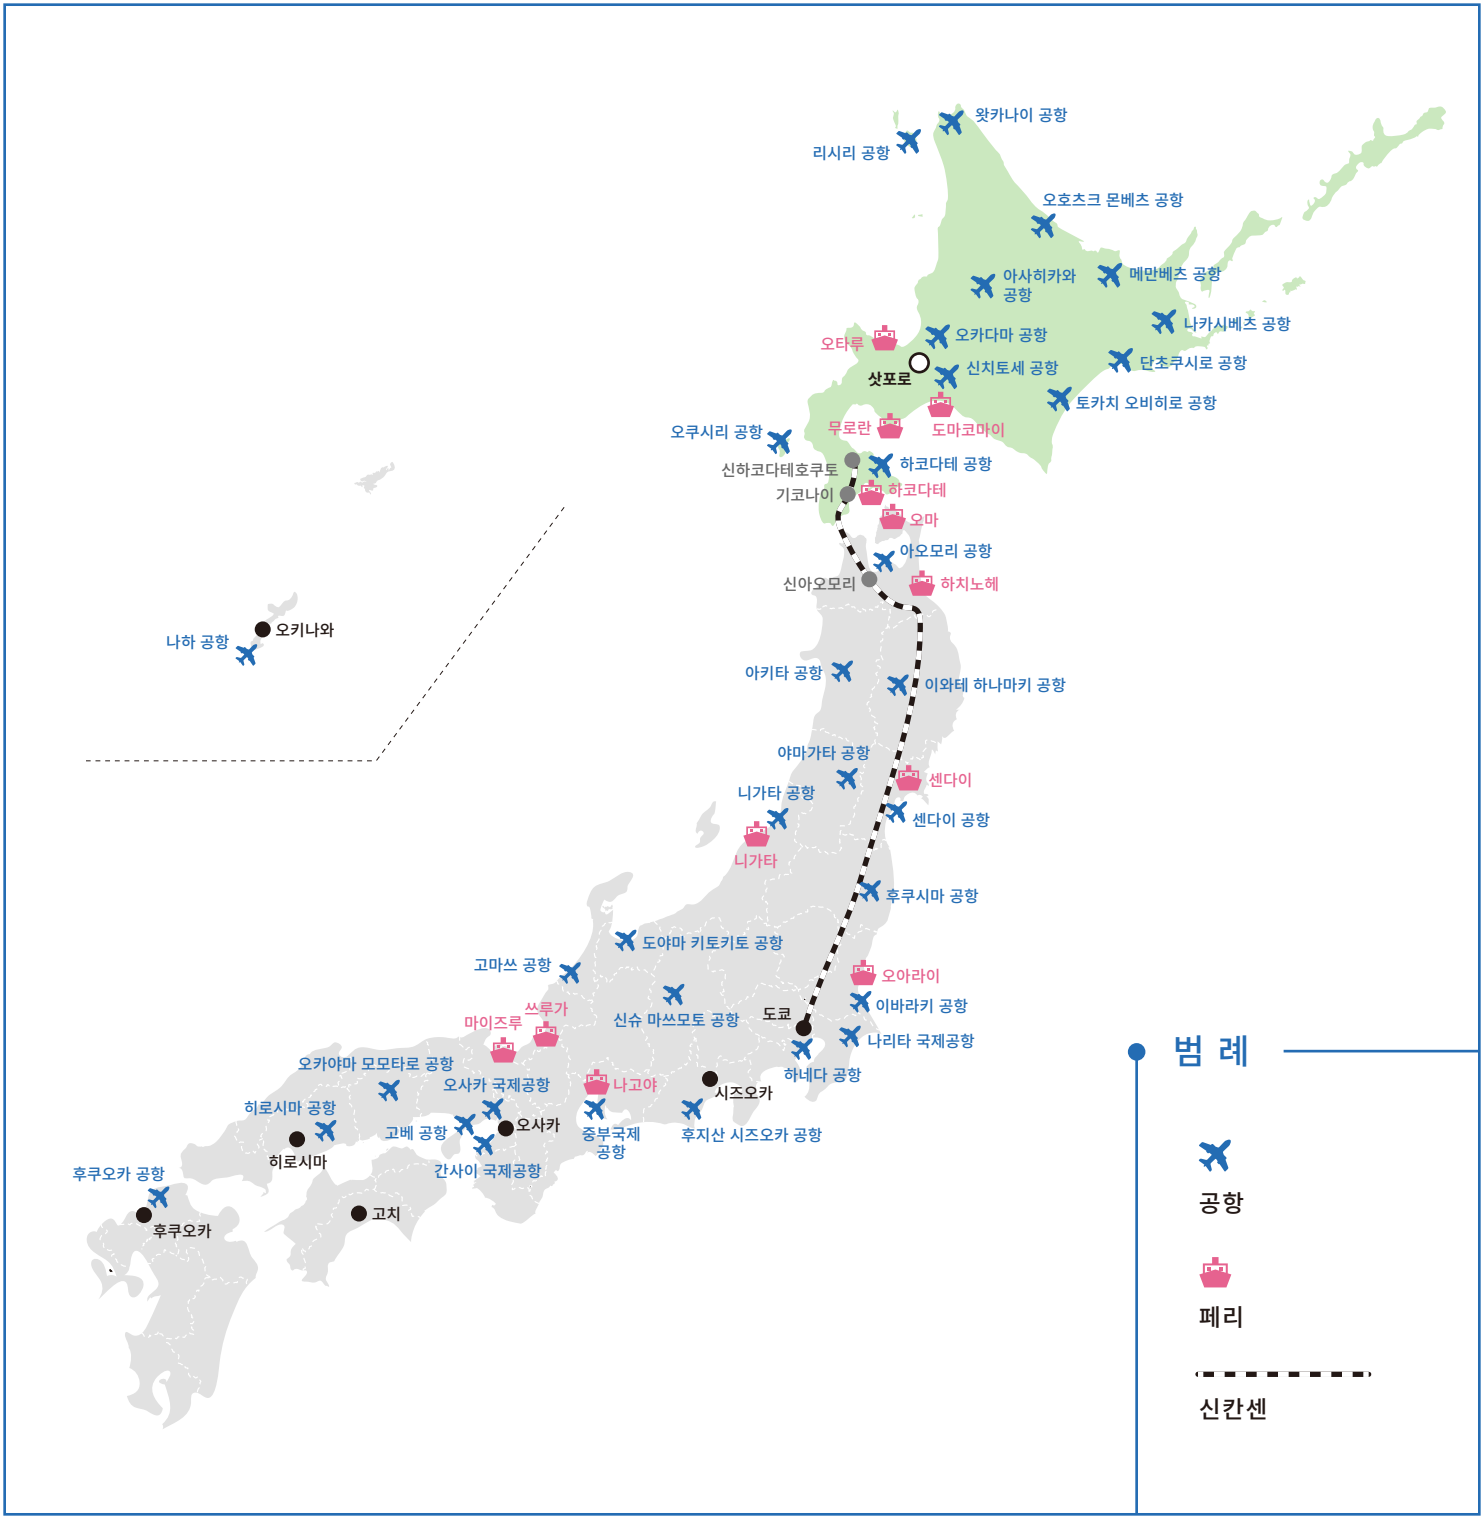 왓카나이 공항
리시리 공항
오호츠크 몬베츠 공항
아사히카와
공항
메만베츠 공항
나카시베츠 공항
오카다마 공항
오타루
삿포로
신치토세 공항
단쵸쿠시로 공항
토카치 오비히로 공항
무로란
도마코마이
오쿠시리 공항
신하코다테호쿠토
하코다테 공항
기코나이
하코다테
오마
아오모리 공항
신아오모리
하치노헤
오키나와
나하 공항
아키타 공항
이와테 하나마키 공항
야마가타 공항
센다이
니가타 공항
센다이 공항
니가타
후쿠시마 공항
도야마 키토키토 공항
고마쓰 공항
오아라이
이바라키 공항
쓰루가
마이즈루
신슈 마쓰모토 공항
도쿄
나리타 국제공항
하네다 공항
오카야마 모모타로 공항
오사카 국제공항
나고야
시즈오카
히로시마 공항
고베 공항
오사카
중부국제
공항
후지산 시즈오카 공항
히로시마
간사이 국제공항
후쿠오카 공항
고치
후쿠오카
범 례
공항
페리
신칸센